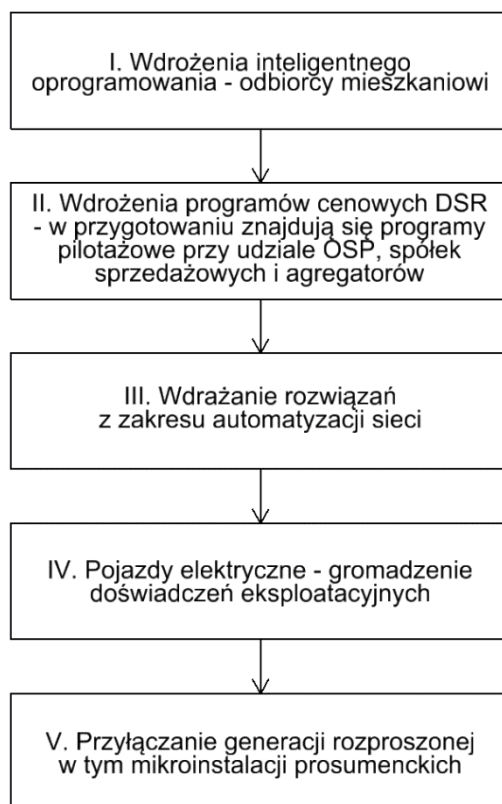 I. Wdrożenia inteligentnego
oprogramowania - odbiorcy mieszkaniowi
II. Wdrożenia programów cenowych DSR
- w przygotowaniu znajdują się programy
pilotażowe przy udziale OSP, spółek
sprzedażowych i agregatorów
III. Wdrażanie rozwiązań
z zakresu automatyzacji sieci
IV. Pojazdy elektryczne - gromadzenie
doświadczeń eksploatacyjnych
V. Przyłączanie generacji rozproszonej
w tym mikroinstalacji prosumenckich